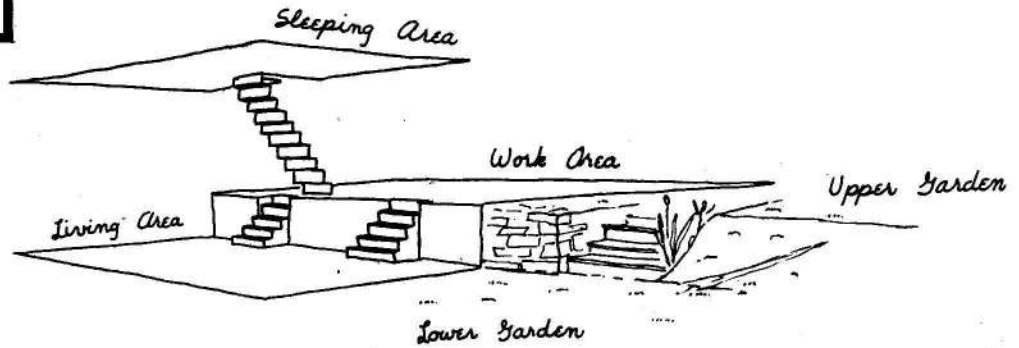 Sleeping Area
Work Area
Upper Garden
Living Area
Lower Garden